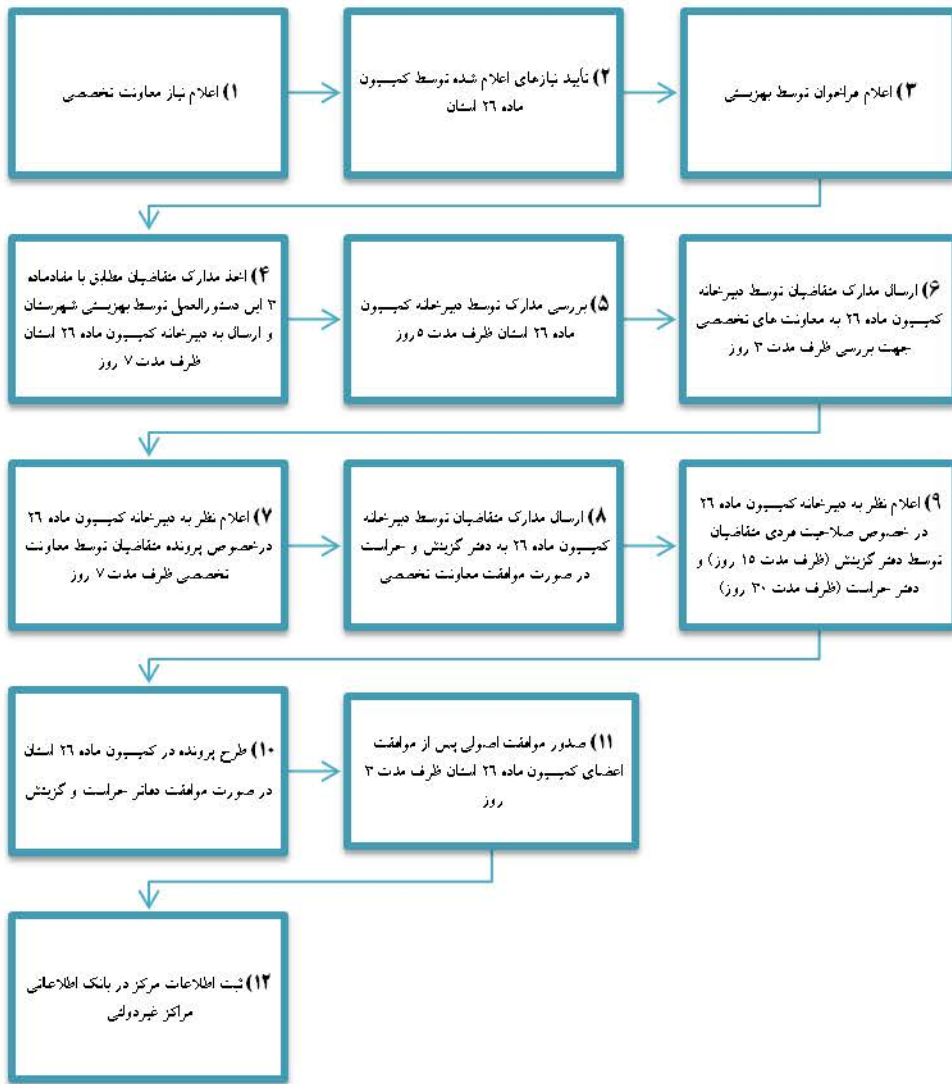 ۱) اعلام نیاز معاونت تخصصی
۲) تأیید نیازهای اعلام شده توسط کمیسیون
ماده ۲۶ استان
۳) اعلام فراخوان توسط بهزیستی
۴) اخذ مدارک متقاضیان مطابق با مفادماده
۳ این دستورالعمل توسط بهزیستی شهرستان
و ارسال به دبیرخانه کمیسیون ماده ۲۶ استان
ظرف مدت ۷ روز
۵) بررسی مدارک توسط دبیرخانه کمیسیون
ماده ۲۶ استان ظرف مدت ۵ روز
۶) ارسال مدارک متقاضیان توسط دبیرخانه
کمیسیون ماده ۲۶ به معاونت های تخصصی
جهت بررسی ظرف مدت ۳ روز
۷) اعلام نظر به دبیرخانه کمیسیون ماده ۲۶
درخصوص پرونده متقاضیان توسط معاونت
تخصصی ظرف مدت ۷ روز
۸) ارسال مدارک متقاضیان توسط دبیرخانه
کمیسیون ماده ۲۶ به دفتر گزینش و حراست
در صورت موافقت معاونت تخصصی
۹) اعلام نظر به دبیرخانه کمیسیون ماده ۲۶
در خصوص صلاحیت فردی متقاضیان
توسط دفتر گزینش (ظرف مدت ۱۵ روز) و
دفتر حراست (ظرف مدت ۳۰ روز)
۱۰) طرح پرونده در کمیسیون ماده ۲۶ استان
در صورت موافقت دفاتر حراست و گزینش
۱۱) صدور موافقت اصولی پس از موافقت
اعضای کمیسیون ماده ۲۶ استان ظرف مدت ۳
روز
۱۲) ثبت اطلاعات مرکز در بانک اطلاعاتی
مراکز غیردولتی